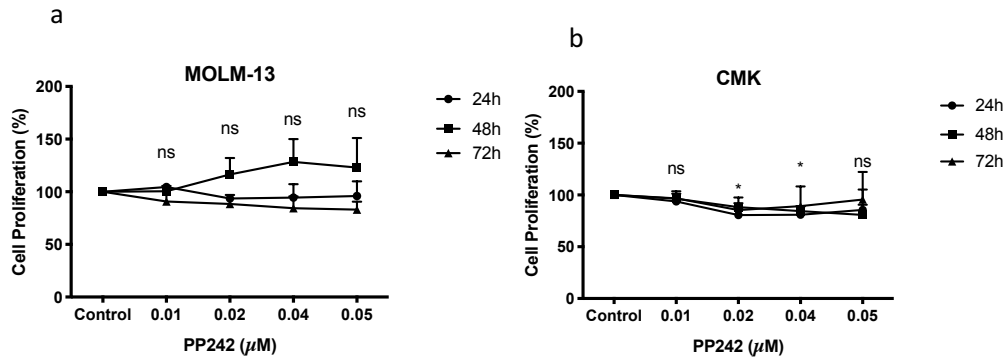 a
MOLM-13
200
150
100
50
0
Cell Proliferation (%)
ns
ns
ns
ns
Control
0.01
0.02
0.04
0.05
PP242 (μM)
24h
48h
72h
b
CMK
200
150
100
50
0
Cell Proliferation (%)
ns
*
*
ns
Control
0.01
0.02
0.04
0.05
PP242 (μM)
24h
48h
72h